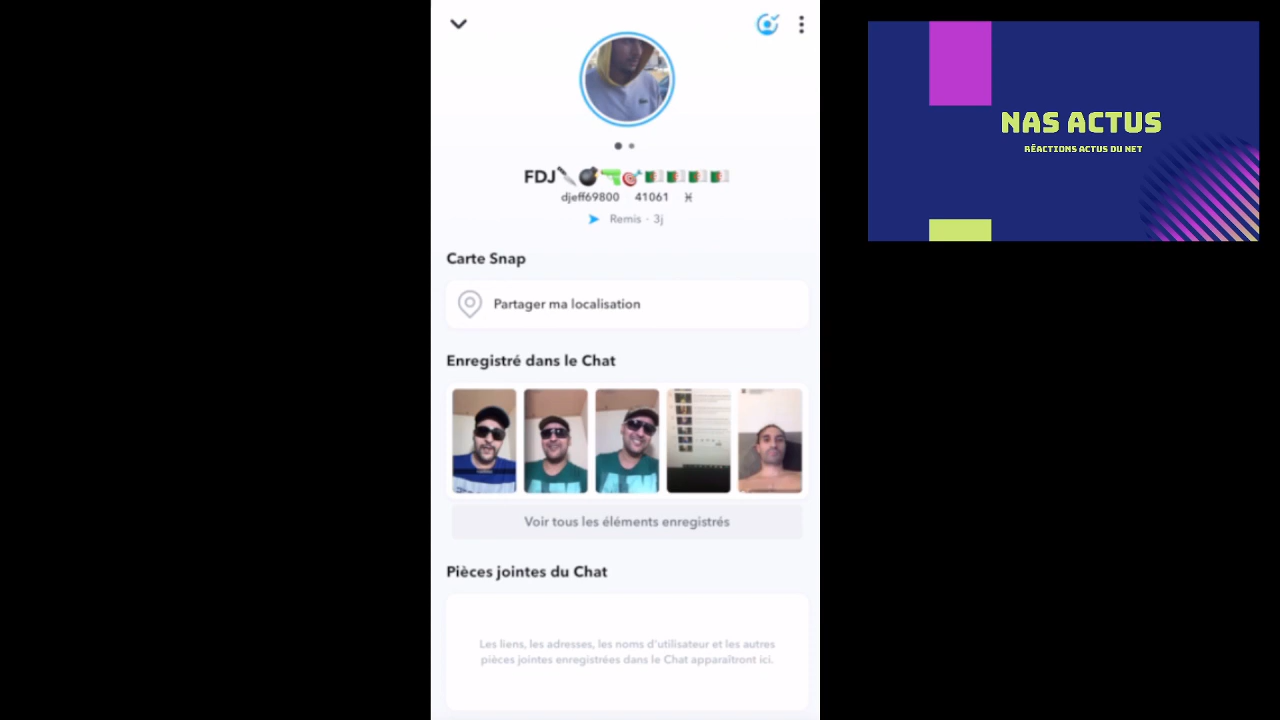 FDJ🔪💣🔫🎯🇩🇿🇩🇿🇩🇿🇩🇿
djeff69800 41061 ♓
Remis · 3j
Carte Snap
Partager ma localisation
Enregistré dans le Chat
Voir tous les éléments enregistrés
Pièces jointes du Chat
Les liens, les adresses, les noms d'utilisateur et les autres
pièces jointes enregistrées dans le Chat apparaîtront ici.
NAS ACTUS
RÉACTIONS ACTUS DU NET